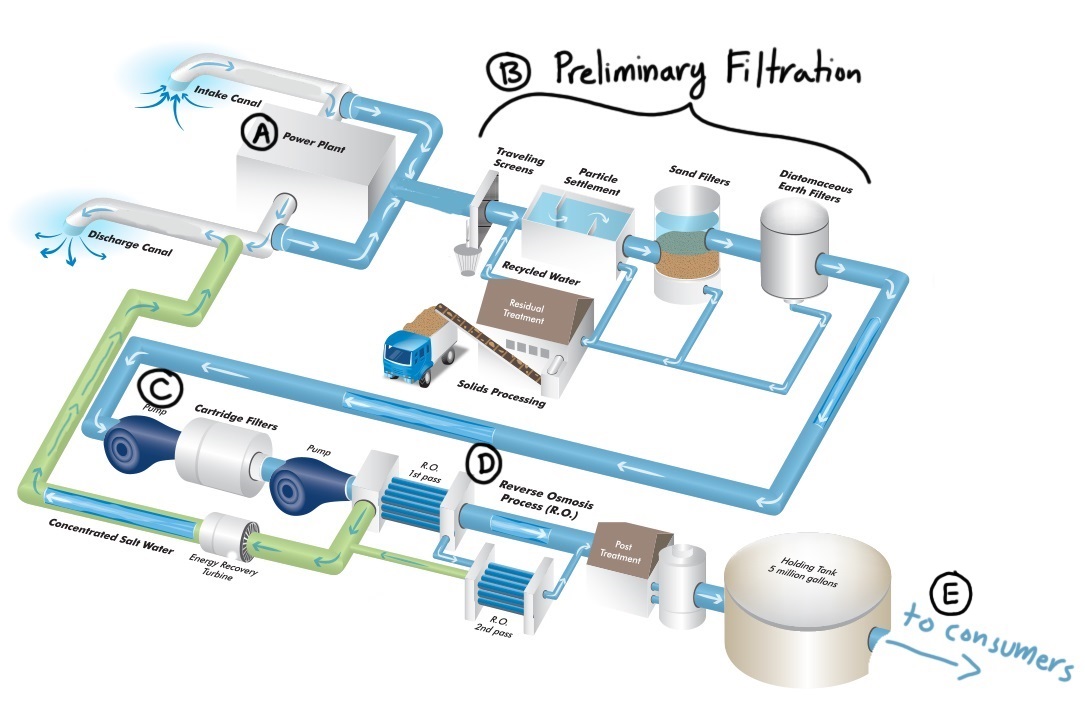 B Preliminary Filtration
Intake Canal
A Power Plant
Traveling
Screens
Particle
Settlement
Sand Filters
Diatomaceous
Earth Filters
Discharge Canal
Recycled Water
Residual
Treatment
Solids Processing
C
Pump
Cartridge Filters
Pump
R.O.
1st pass
D
Reverse Osmosis
Process (R.O.)
Concentrated Salt Water
Energy Recovery
Turbine
R.O.
2nd pass
Post
Treatment
Holding Tank
5 million gallons
E
to consumers